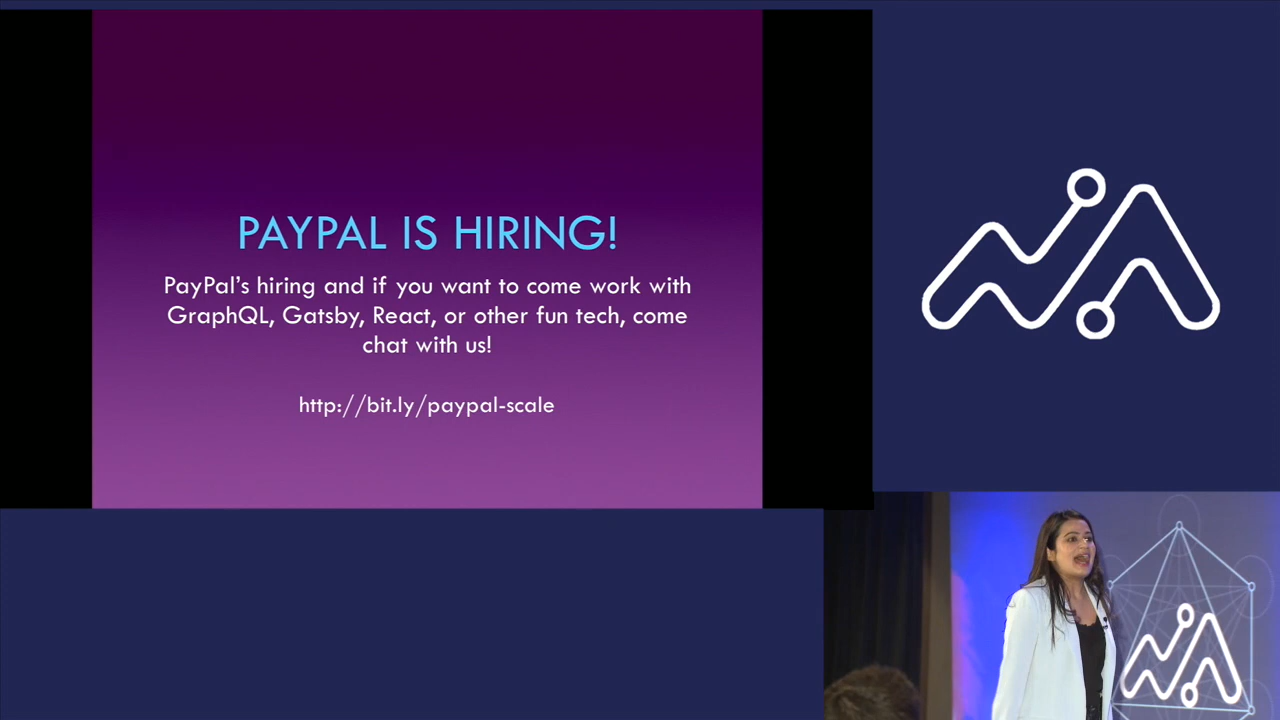 PAYPAL IS HIRING!
PayPal’s hiring and if you want to come work with
GraphQL, Gatsby, React, or other fun tech, come
chat with us!
http://bit.ly/paypal-scale